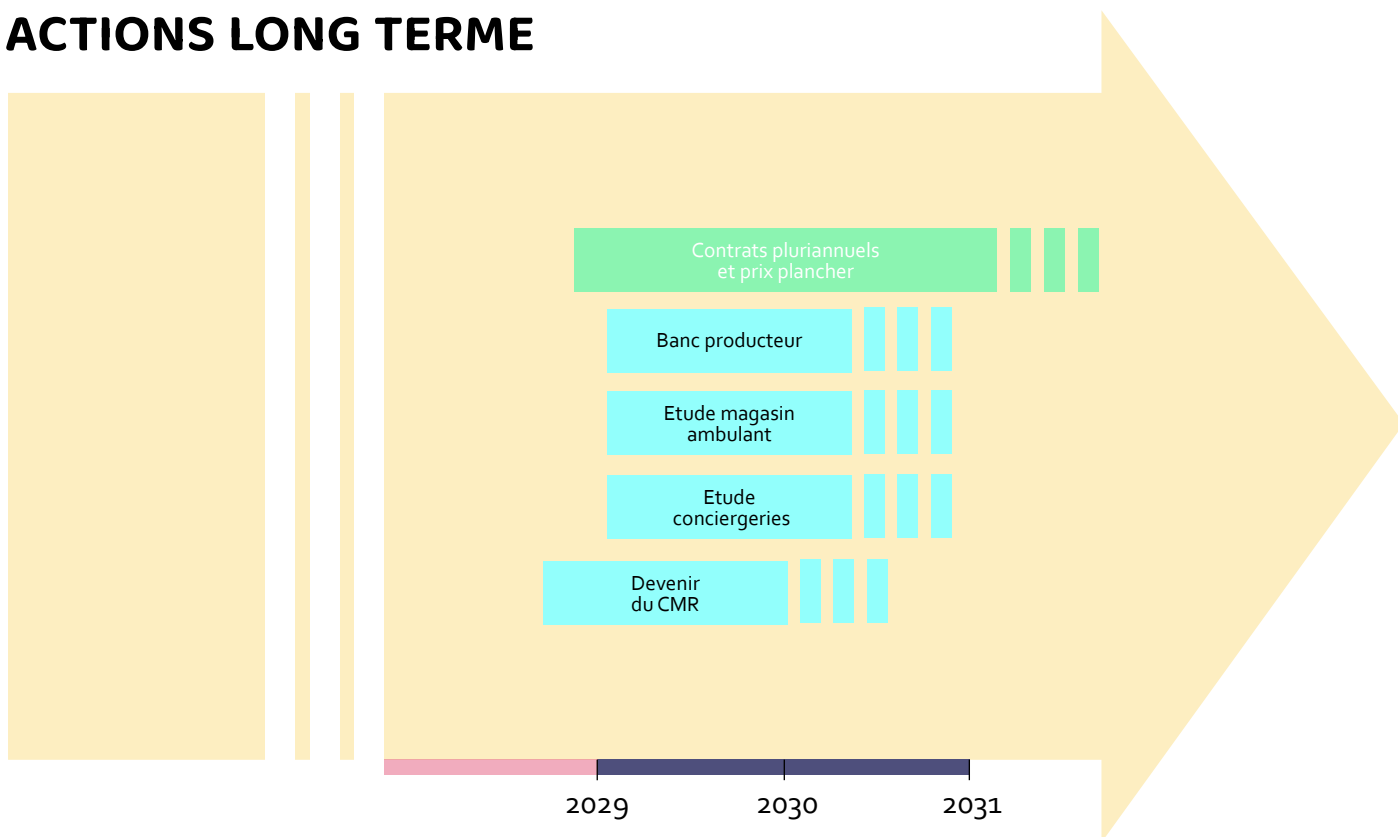 ACTIONS LONG TERME
Contrats pluriannuels
et prix plancher
Banc producteur
Etude magasin
ambulant
Etude
conciergeries
Devenir
du CMR
2029
2030
2031